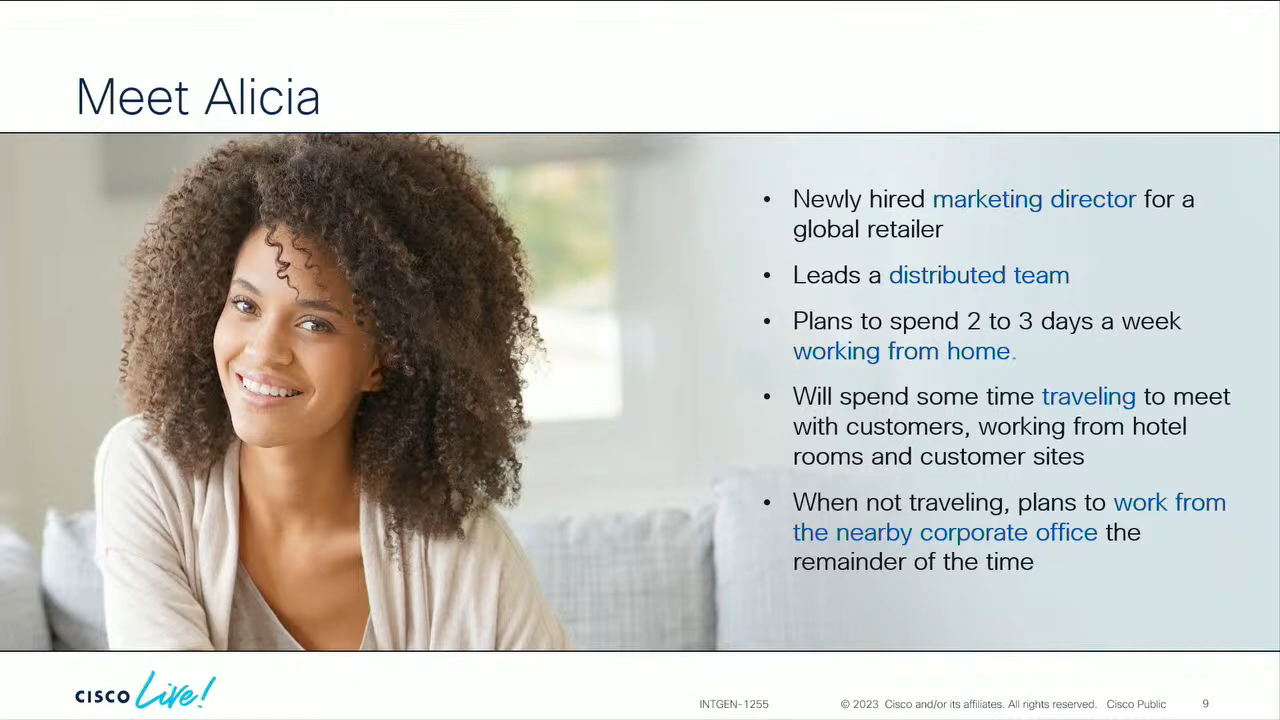 Meet Alicia
• Newly hired marketing director for a
global retailer
• Leads a distributed team
• Plans to spend 2 to 3 days a week
working from home.
• Will spend some time traveling to meet
with customers, working from hotel
rooms and customer sites
• When not traveling, plans to work from
the nearby corporate office the
remainder of the time
CISCO Live!
INTGEN-1255
© 2023 Cisco and/or its affiliates. All rights reserved. Cisco Public
9